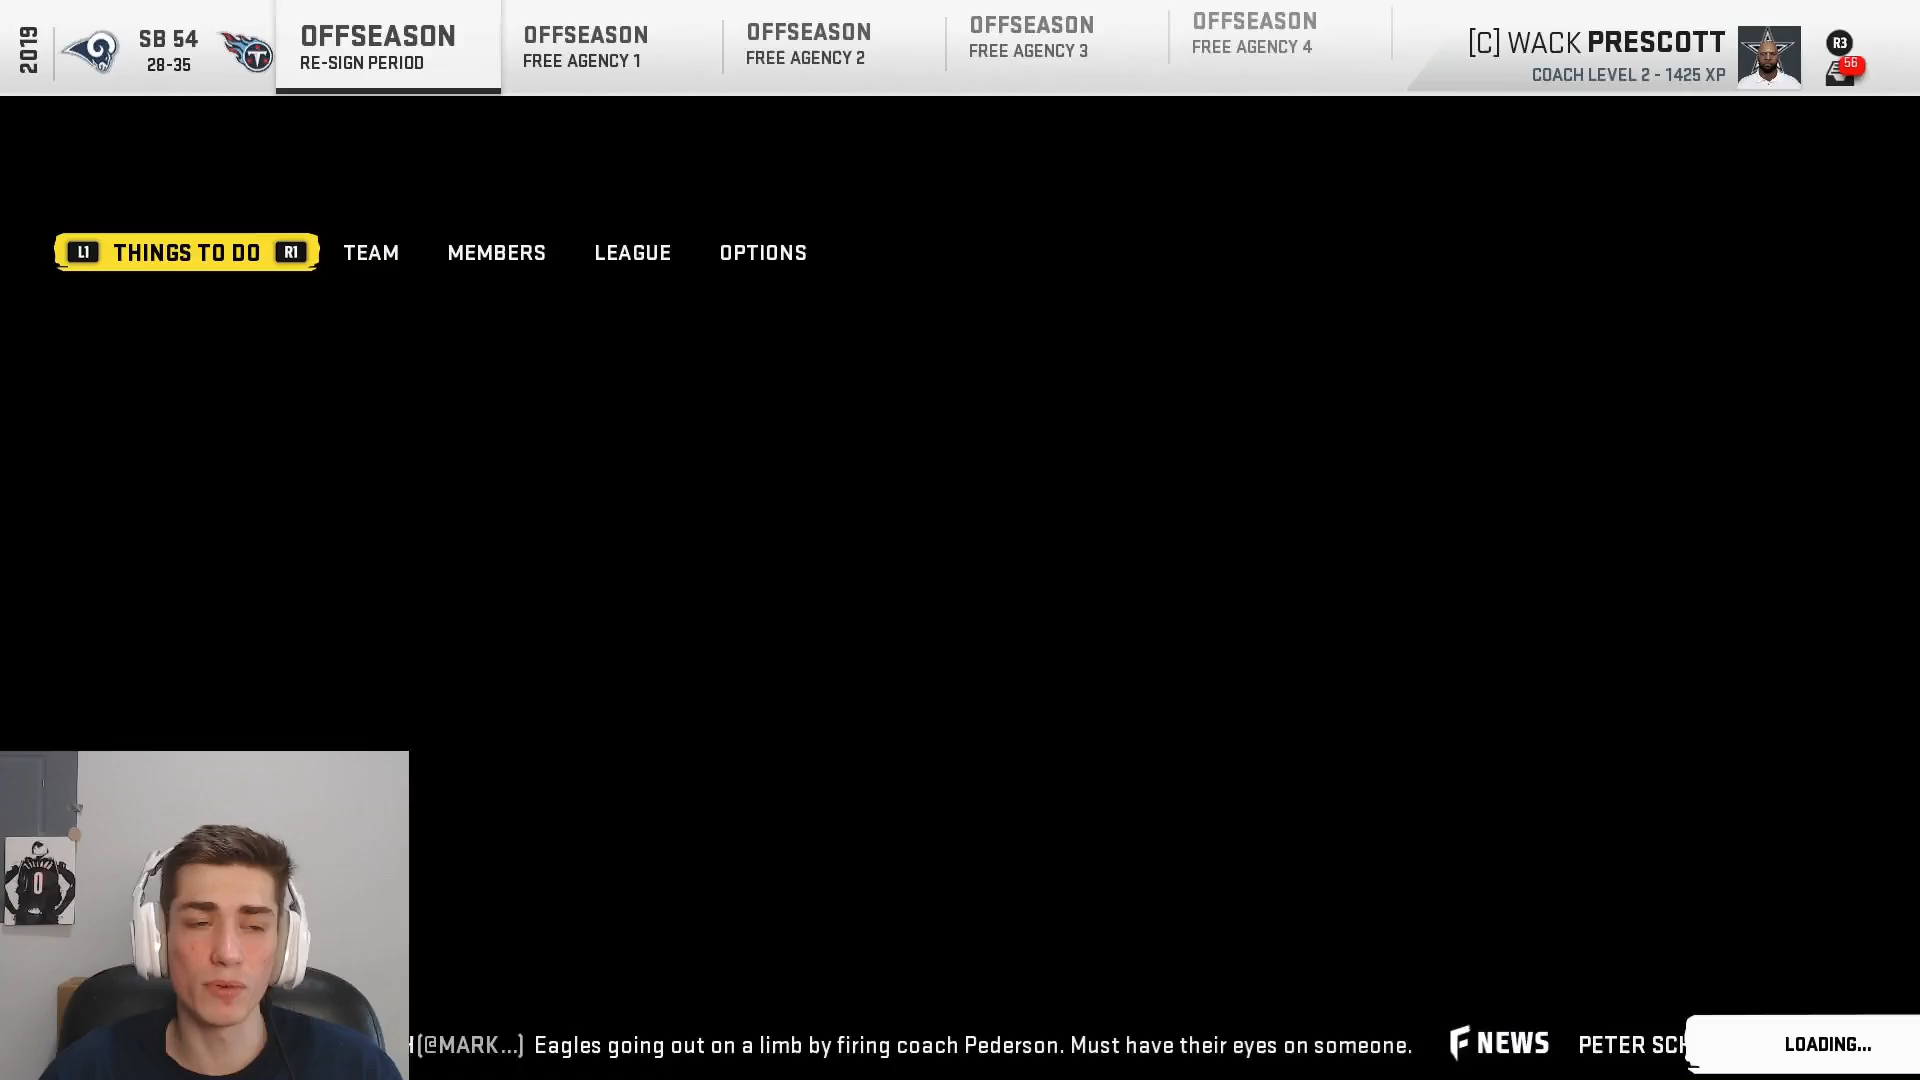 2019
SB 54
28-35
OFFSEASON
RE-SIGN PERIOD
OFFSEASON
FREE AGENCY 1
OFFSEASON
FREE AGENCY 2
OFFSEASON
FREE AGENCY 3
OFFSEASON
FREE AGENCY 4
[C] WACK PRESCOTT
COACH LEVEL 2 - 1425 XP
R3
56
L1 THINGS TO DO R1
TEAM
MEMBERS
LEAGUE
OPTIONS
0
(@MARK...) Eagles going out on a limb by firing coach Pederson. Must have their eyes on someone.
F NEWS
PETER SCH
LOADING...